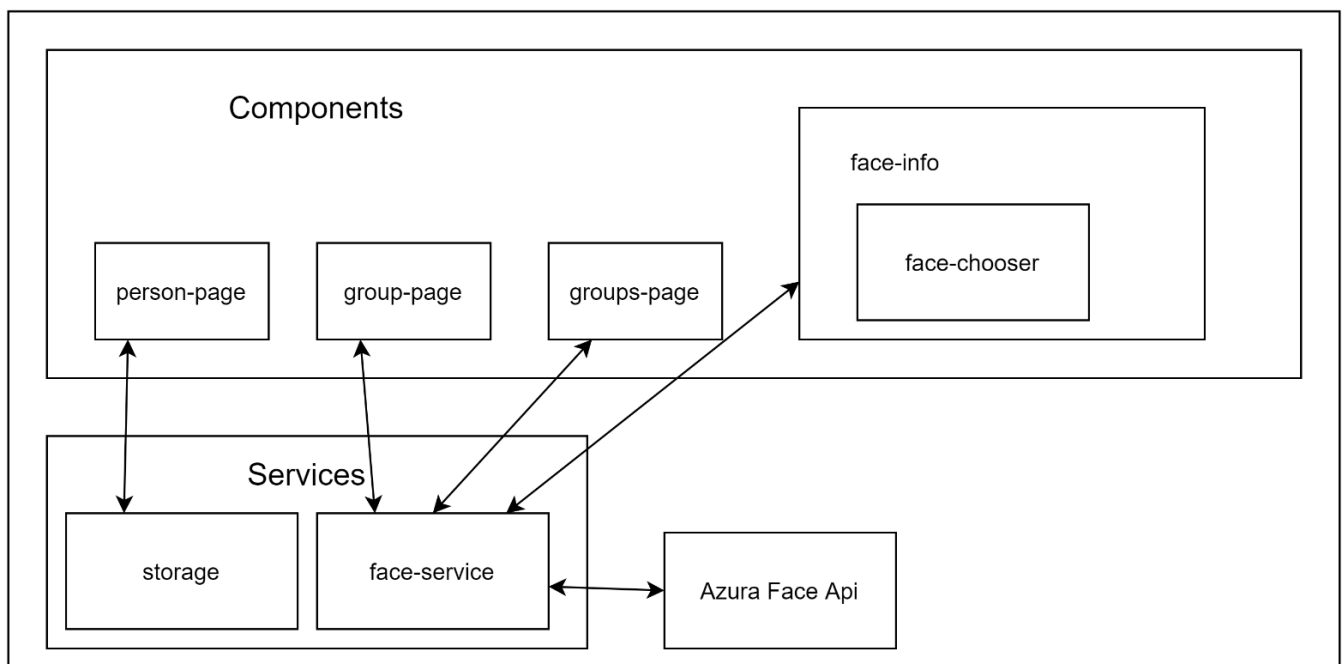 Components
face-info
face-chooser
person-page
group-page
groups-page
Services
storage
face-service
Azura Face Api